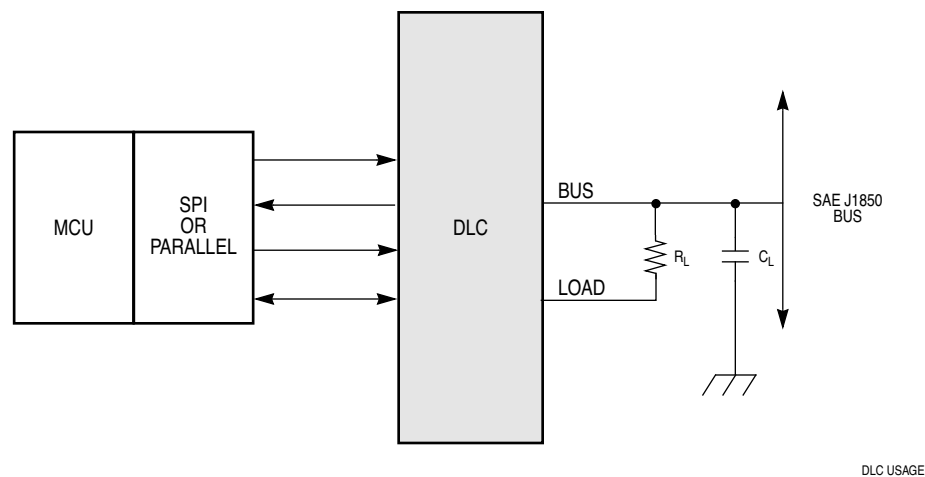 MCU
SPI
OR
PARALLEL
DLC
BUS
LOAD
RL
CL
SAE J1850
BUS
DLC USAGE